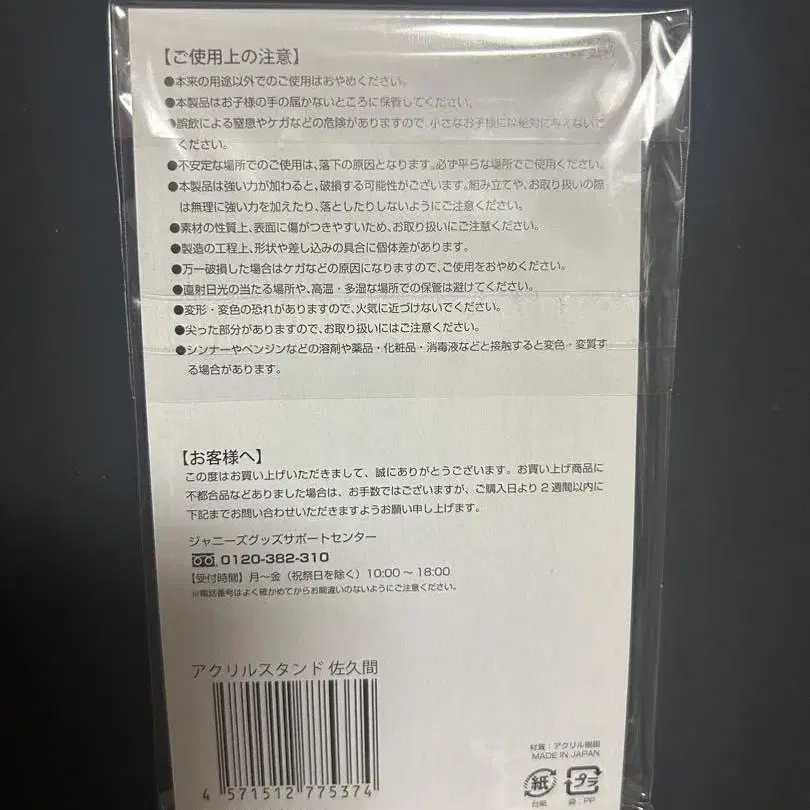 【ご使用上の注意】
●本来の用途以外でのご使用はおやめください。
●本製品はお子様の手の届かないところに保管してください。
●誤飲による窒息やケガなどの危険がありますので、小さなお子様には絶対に与えないで
ください。
●不安定な場所でのご使用は、落下の原因となります。必ず平らな場所でご使用ください。
●本製品は強い力が加わると、破損する可能性がございます。組み立てや、お取り扱いの際
は無理に強い力を加えたり、落としたりしないようにご注意ください。
●素材の性質上、表面に傷がつきやすいため、お取り扱いにご注意ください。
●製造の工程上、形状や差し込みの具合に個体差があります。
●万一破損した場合はケガなどの原因になりますので、ご使用をおやめください。
●直射日光の当たる場所や、高温・多湿な場所での保管は避けてください。
●変形・変色の恐れがありますので、火気に近づけないでください。
●尖った部分がありますので、お取り扱いにはご注意ください。
●シンナーやベンジンなどの溶剤や薬品・化粧品・消毒液などと接触すると変色・変質す
る場合があります。
【お客様へ】
この度はお買い上げいただきまして、誠にありがとうございます。お買い上げ商品に
不都合品などありました場合は、お手数ではございますが、ご購入日より2週間以内に
下記までお問い合わせいただきますようお願い申し上げます。
ジャニーズグッズサポートセンター
0120-382-310
【受付時間】月〜金（祝祭日を除く）10:00〜18:00
※電話番号はよく確かめてからお間違いのないようにご注意ください。
アクリルスタンド 佐久間
4 571512 775374
材質：アクリル樹脂
MADE IN JAPAN
紙 プラ
台紙 袋：PP